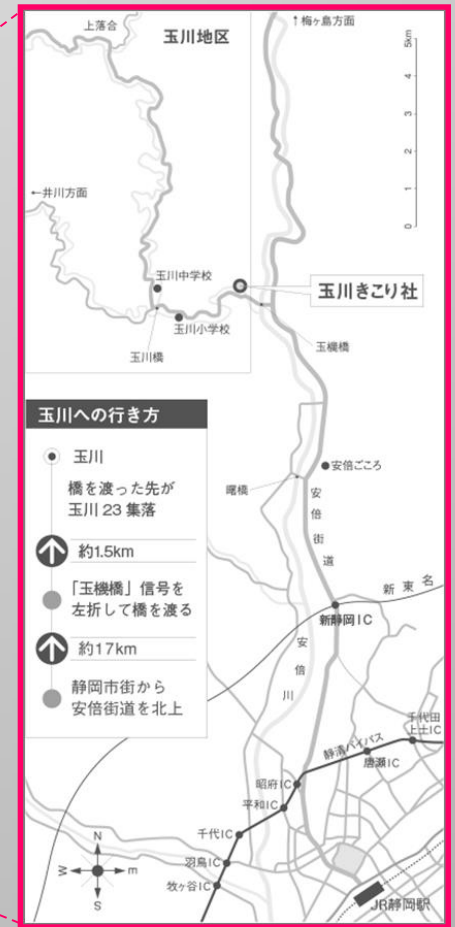 上落合
玉川地区
↑梅ヶ島方面
5km
4
3
2
1
0
←井川方面
玉川中学校
玉川きこり社
玉川小学校
玉川橋
玉機橋
玉川への行き方
玉川
橋を渡った先が
玉川23集落
約1.5km
「玉機橋」信号を
左折して橋を渡る
約17km
静岡市街から
安倍街道を北上
安倍ごころ
曙橋
安倍街道
新東名
新静岡IC
安倍川
千代田
上土IC
静清バイパス
唐瀬IC
昭府IC
平和IC
千代IC
羽鳥IC
牧ヶ谷IC
N
W
E
S
JR静岡駅